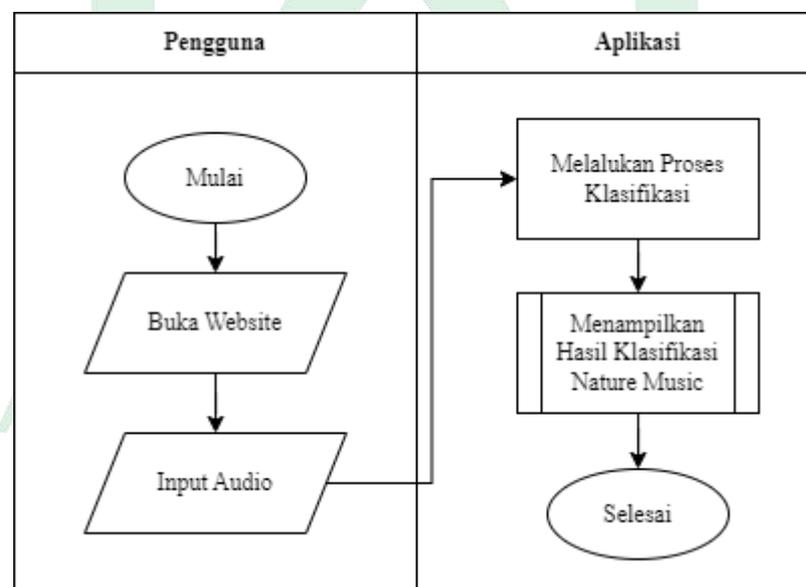 Pengguna
Aplikasi
Mulai
Buka Website
Input Audio
Melalukan Proses
Klasifikasi
Menampilkan
Hasil Klasifikasi
Nature Music
Selesai